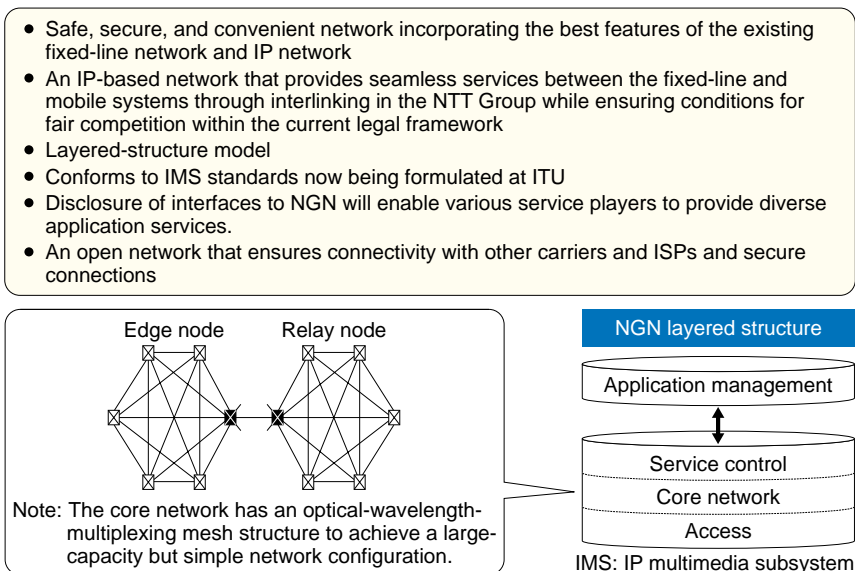 • Safe, secure, and convenient network incorporating the best features of the existing
fixed-line network and IP network
• An IP-based network that provides seamless services between the fixed-line and
mobile systems through interlinking in the NTT Group while ensuring conditions for
fair competition within the current legal framework
• Layered-structure model
• Conforms to IMS standards now being formulated at ITU
• Disclosure of interfaces to NGN will enable various service players to provide diverse
application services.
• An open network that ensures connectivity with other carriers and ISPs and secure
connections
Edge node Relay node
Note: The core network has an optical-wavelength-
multiplexing mesh structure to achieve a large-
capacity but simple network configuration.
NGN layered structure
Application management
Service control
Core network
Access
IMS: IP multimedia subsystem